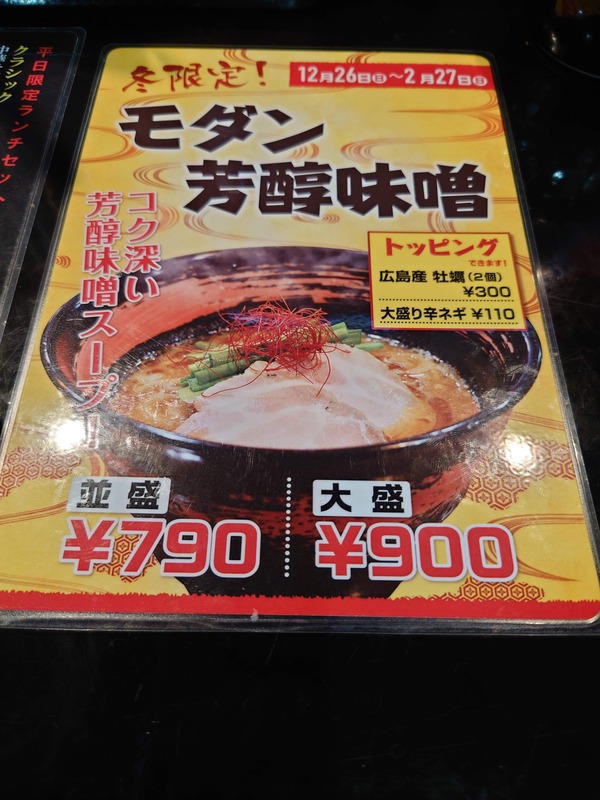 冬限定!
12月26日㊐〜2月27日㊐
モダン
芳醇味噌
コク深い
芳醇味噌スープ!
トッピング
できます!
広島産 牡蠣(2個)
¥300
大盛り辛ネギ ¥110
並盛
¥790
大盛
¥900
平日限定ランチセット
クラシック